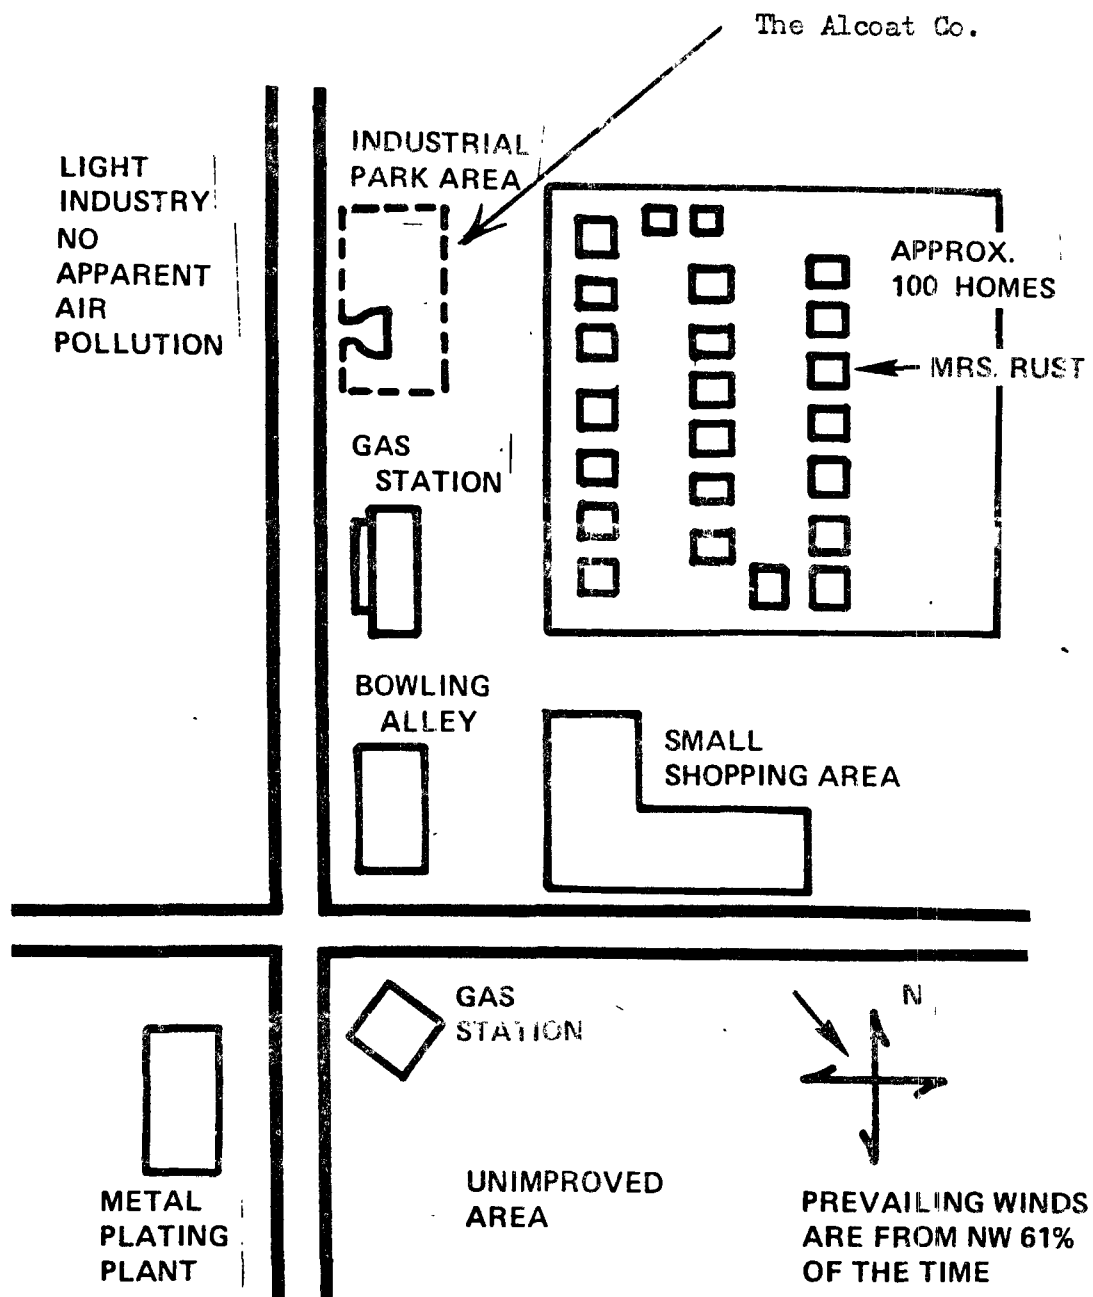 The Alcoat Co.
INDUSTRIAL
PARK AREA
LIGHT
INDUSTRY
NO
APPARENT
AIR
POLLUTION
APPROX.
100 HOMES
MRS. RUST
GAS
STATION
BOWLING
ALLEY
SMALL
SHOPPING AREA
GAS
STATION
N
METAL
PLATING
PLANT
UNIMPROVED
AREA
PREVAILING WINDS
ARE FROM NW 61%
OF THE TIME